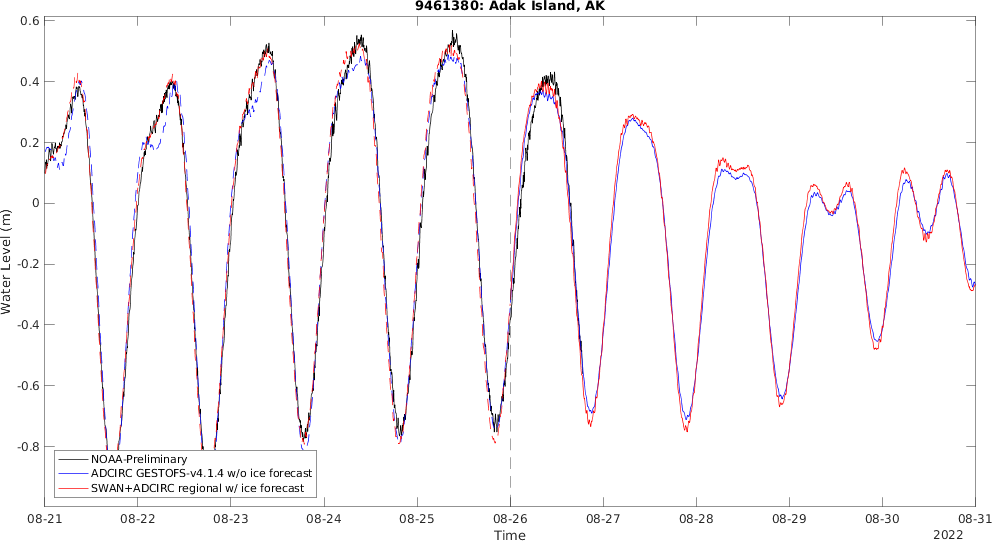 9461380: Adak Island, AK
0.6
0.4
0.2
0
-0.2
-0.4
-0.6
-0.8
Water Level (m)
NOAA-Preliminary
ADCIRC GESTOFS-v4.1.4 w/o ice forecast
SWAN+ADCIRC regional w/ ice forecast
08-21 08-22 08-23 08-24 08-25 08-26 08-27 08-28 08-29 08-30 08-31
Time
2022